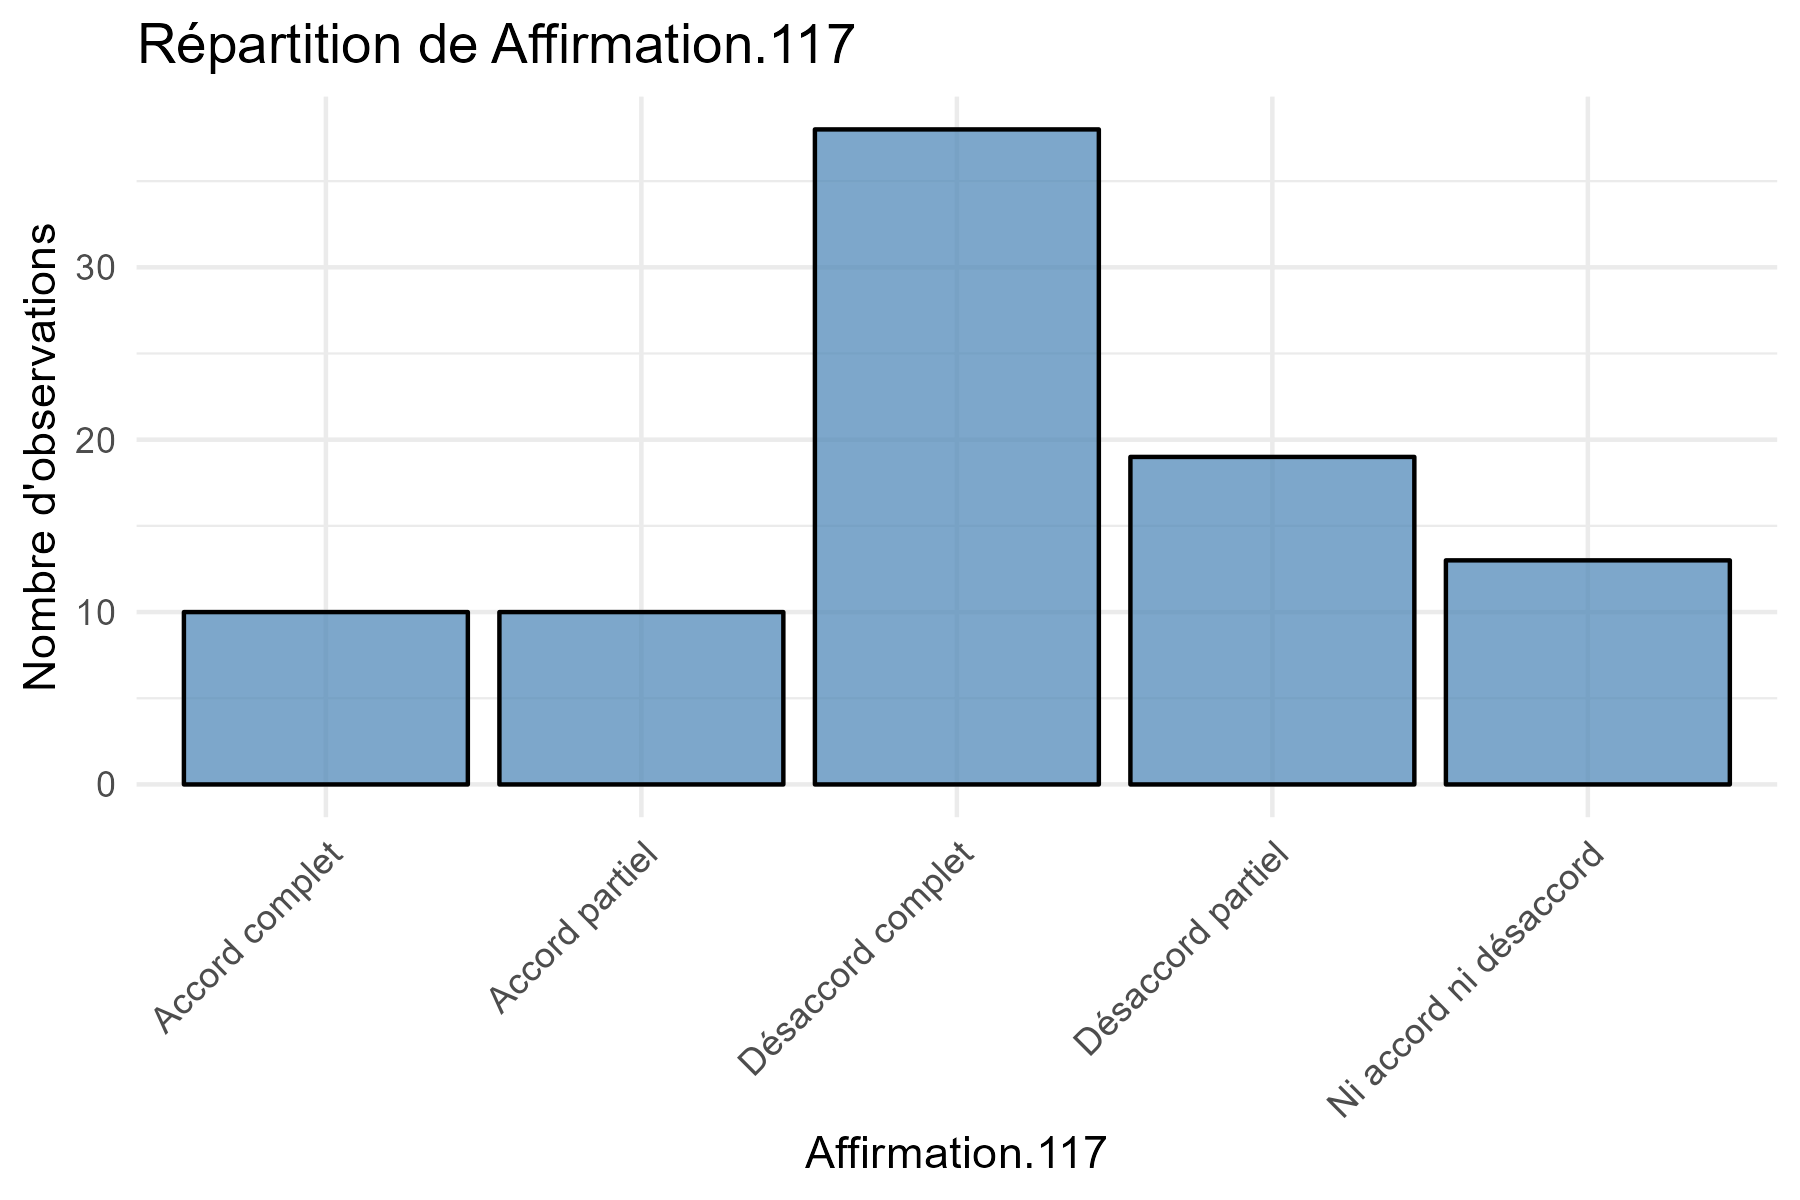 Répartition de Affirmation.117
Nombre d'observations
30
20
10
0
Accord complet
Accord partiel
Désaccord complet
Désaccord partiel
Ni accord ni désaccord
Affirmation.117